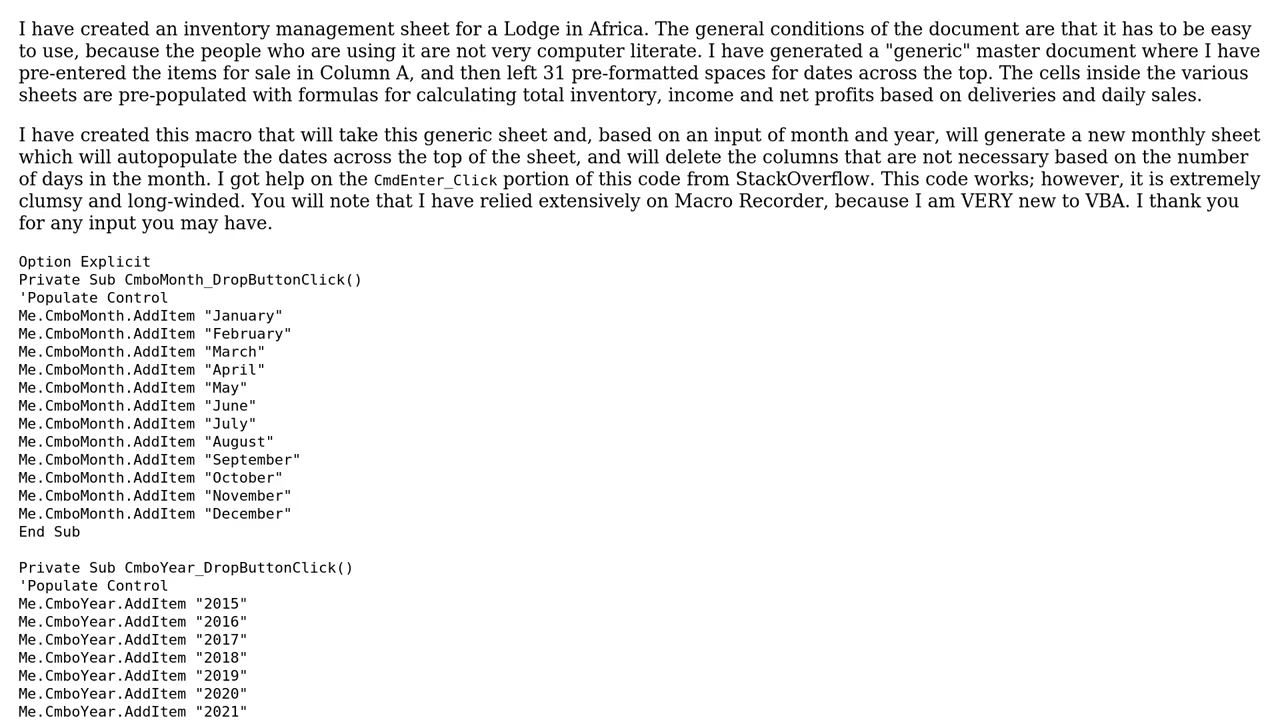 I have created an inventory management sheet for a Lodge in Africa. The general conditions of the document are that it has to be easy
to use, because the people who are using it are not very computer literate. I have generated a "generic" master document where I have
pre-entered the items for sale in Column A, and then left 31 pre-formatted spaces for dates across the top. The cells inside the various
sheets are pre-populated with formulas for calculating total inventory, income and net profits based on deliveries and daily sales.
I have created this macro that will take this generic sheet and, based on an input of month and year, will generate a new monthly sheet
which will autopopulate the dates across the top of the sheet, and will delete the columns that are not necessary based on the number
of days in the month. I got help on the CmdEnter_Click portion of this code from StackOverflow. This code works; however, it is extremely
clumsy and long-winded. You will note that I have relied extensively on Macro Recorder, because I am VERY new to VBA. I thank you
for any input you may have.
Option Explicit
Private Sub CmboMonth_DropButtonClick()
'Populate Control
Me.CmboMonth.AddItem "January"
Me.CmboMonth.AddItem "February"
Me.CmboMonth.AddItem "March"
Me.CmboMonth.AddItem "April"
Me.CmboMonth.AddItem "May"
Me.CmboMonth.AddItem "June"
Me.CmboMonth.AddItem "July"
Me.CmboMonth.AddItem "August"
Me.CmboMonth.AddItem "September"
Me.CmboMonth.AddItem "October"
Me.CmboMonth.AddItem "November"
Me.CmboMonth.AddItem "December"
End Sub
Private Sub CmboYear_DropButtonClick()
'Populate Control
Me.CmboYear.AddItem "2015"
Me.CmboYear.AddItem "2016"
Me.CmboYear.AddItem "2017"
Me.CmboYear.AddItem "2018"
Me.CmboYear.AddItem "2019"
Me.CmboYear.AddItem "2020"
Me.CmboYear.AddItem "2021"